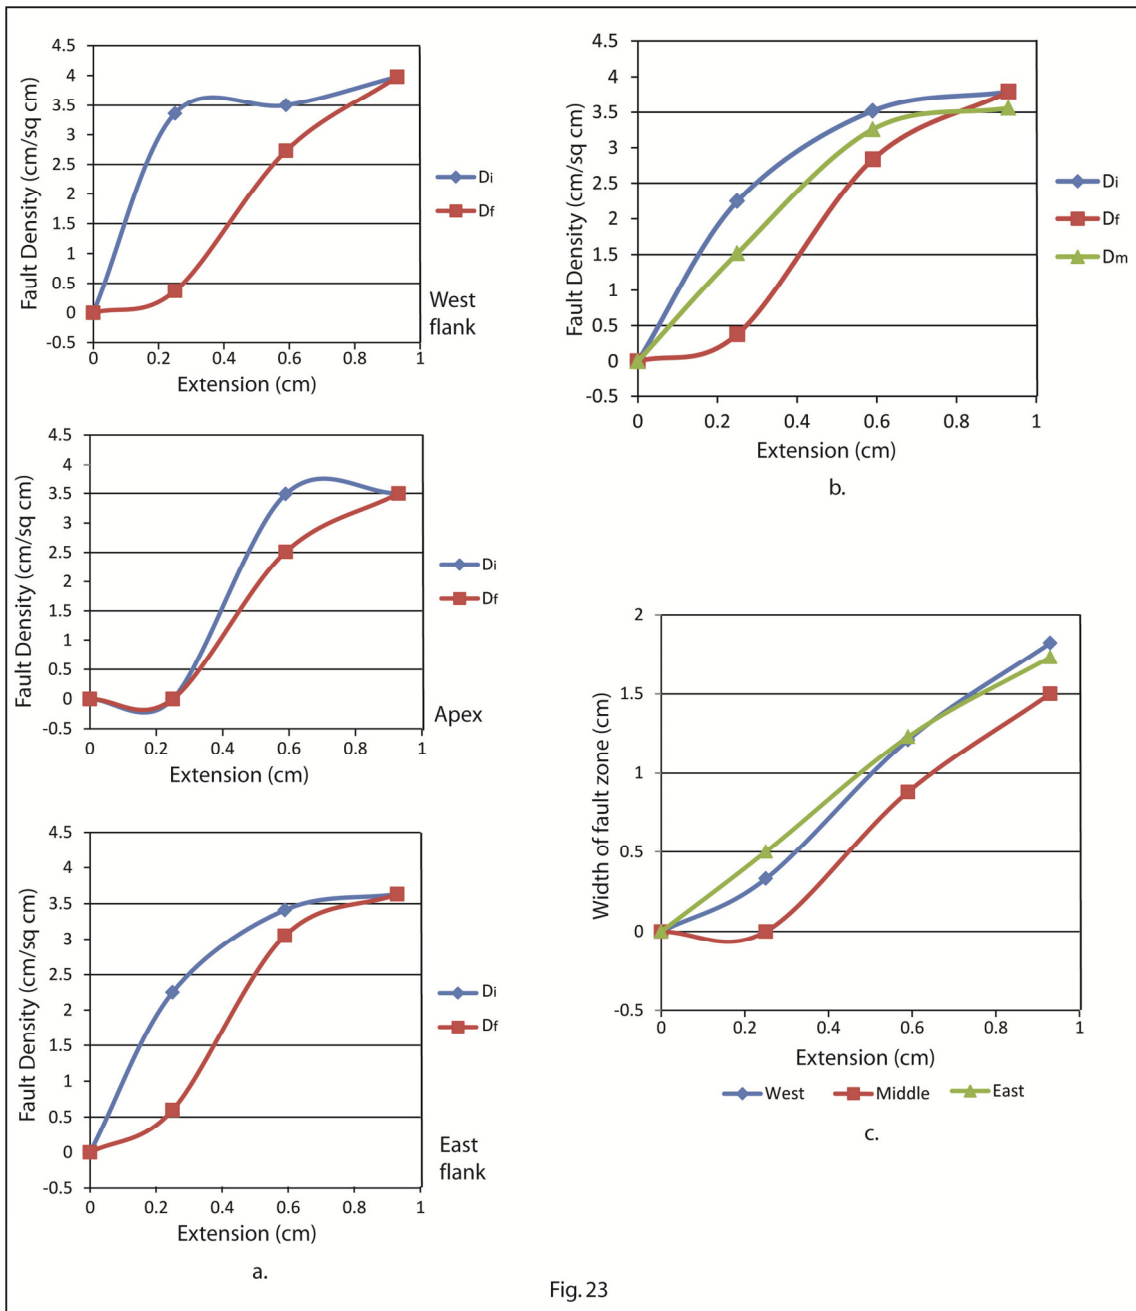 4.5
4
3.5
3
2.5
2
1.5
1
0.5
0
-0.5
Fault Density (cm/sq cm)
0 0.2 0.4 0.6 0.8 1
Extension (cm)
Di
Df
West
flank
4.5
4
3.5
3
2.5
2
1.5
1
0.5
0
-0.5
Fault Density (cm/sq cm)
0 0.2 0.4 0.6 0.8 1
Extension (cm)
Di
Df
Apex
4.5
4
3.5
3
2.5
2
1.5
1
0.5
0
-0.5
Fault Density (cm/sq cm)
0 0.2 0.4 0.6 0.8 1
Extension (cm)
Di
Df
East
flank
a.
4.5
4
3.5
3
2.5
2
1.5
1
0.5
0
-0.5
Fault Density (cm/sq cm)
0 0.2 0.4 0.6 0.8 1
Extension (cm)
Di
Df
Dm
b.
2
1.5
1
0.5
0
-0.5
Width of fault zone (cm)
0 0.2 0.4 0.6 0.8 1
Extension (cm)
West Middle East
c.
Fig. 23